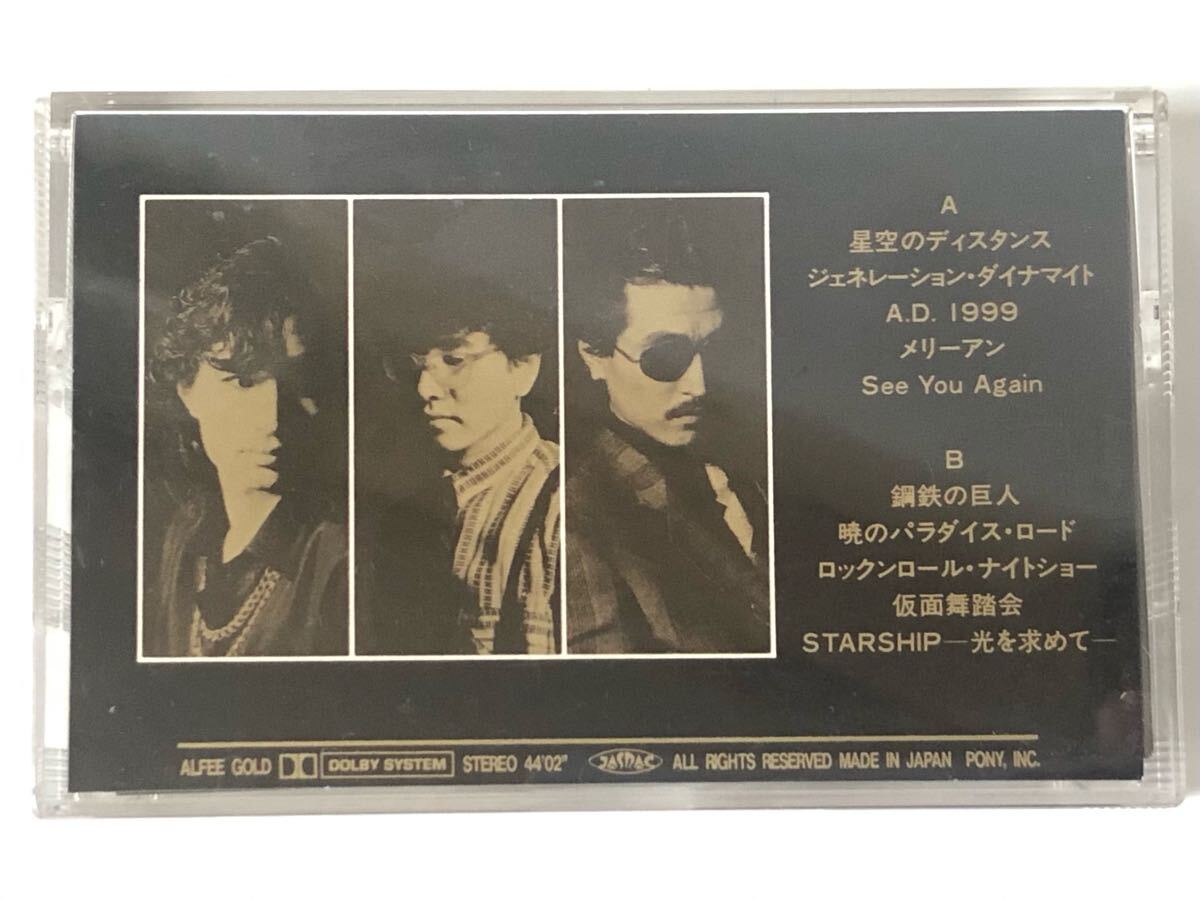 A
星空のディスタンス
ジェネレーション・ダイナマイト
A.D. 1999
メリーアン
See You Again
B
鋼鉄の巨人
暁のパラダイス・ロード
ロックンロール・ナイトショー
仮面舞踏会
STARSHIP—光を求めて—
ALFEE GOLD DOLBY SYSTEM STEREO 44'02" JASRAC ALL RIGHTS RESERVED MADE IN JAPAN PONY, INC.